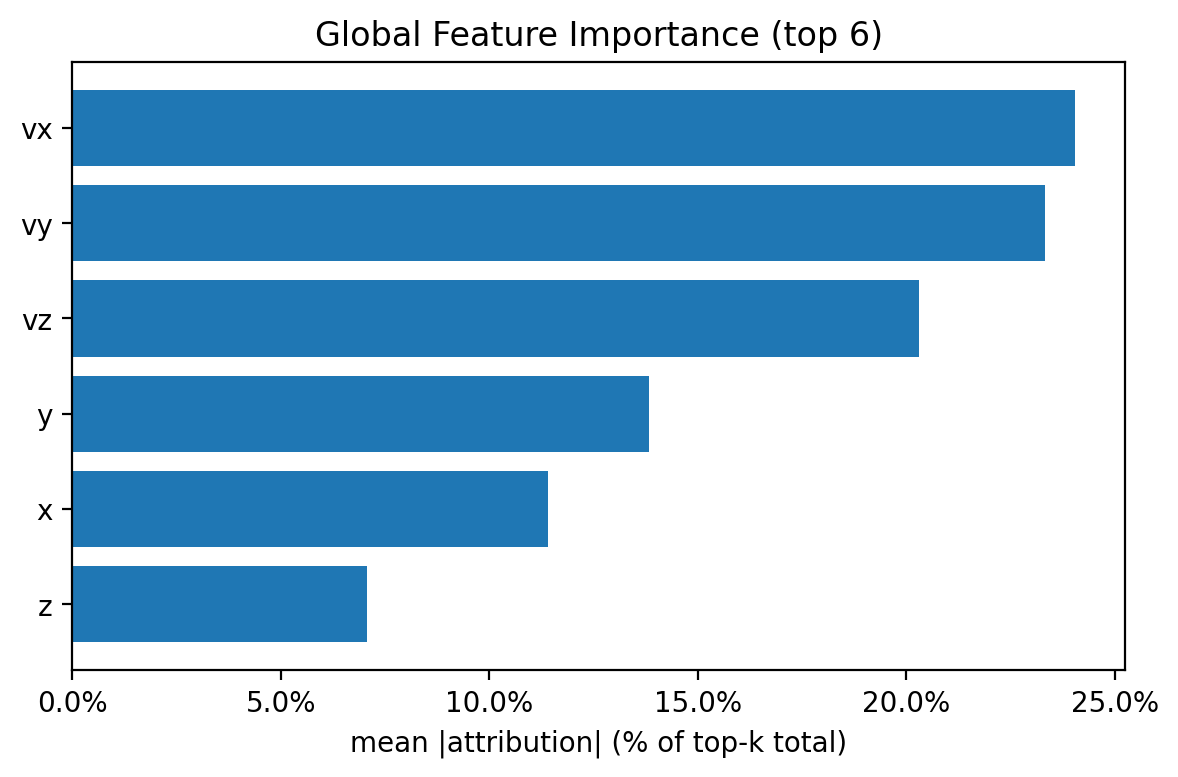 Global Feature Importance (top 6)
vx
vy
vz
y
x
z
0.0% 5.0% 10.0% 15.0% 20.0% 25.0%
mean |attribution| (% of top-k total)